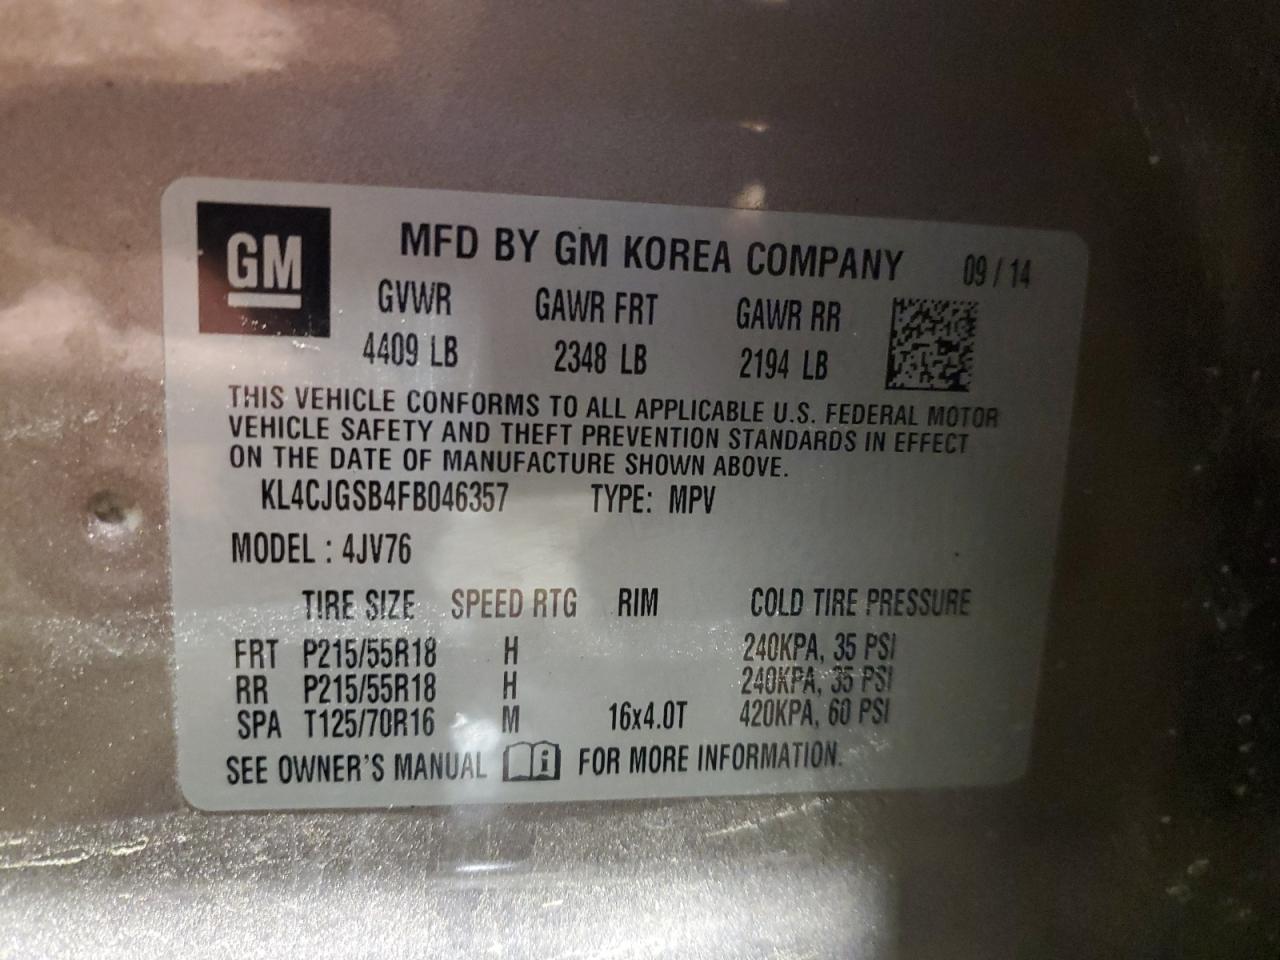 GM
MFD BY GM KOREA COMPANY 09 / 14
GVWR GAWR FRT GAWR RR
4409 LB 2348 LB 2194 LB
THIS VEHICLE CONFORMS TO ALL APPLICABLE U.S. FEDERAL MOTOR
VEHICLE SAFETY AND THEFT PREVENTION STANDARDS IN EFFECT
ON THE DATE OF MANUFACTURE SHOWN ABOVE.
KL4CJGSB4FB046357 TYPE: MPV
MODEL : 4JV76
TIRE SIZE SPEED RTG RIM COLD TIRE PRESSURE
FRT P215/55R18 H 240KPA, 35 PSI
RR P215/55R18 H 240KPA, 35 PSI
SPA T125/70R16 M 16x4.0T 420KPA, 60 PSI
SEE OWNER'S MANUAL i FOR MORE INFORMATION.